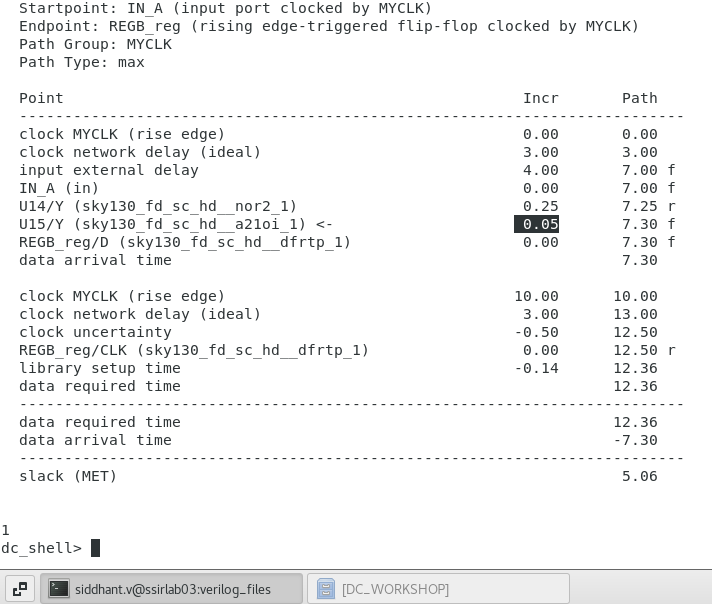 Startpoint: IN_A (input port clocked by MYCLK)
Endpoint: REGB_reg (rising edge-triggered flip-flop clocked by MYCLK)
Path Group: MYCLK
Path Type: max
Point Incr Path
--------------------------------------------------------------------------
clock MYCLK (rise edge) 0.00 0.00
clock network delay (ideal) 3.00 3.00
input external delay 4.00 7.00 f
IN_A (in) 0.00 7.00 f
U14/Y (sky130_fd_sc_hd__nor2_1) 0.25 7.25 r
U15/Y (sky130_fd_sc_hd__a21oi_1) <- 0.05 7.30 f
REGB_reg/D (sky130_fd_sc_hd__dfrtp_1) 0.00 7.30 f
data arrival time 7.30
clock MYCLK (rise edge) 10.00 10.00
clock network delay (ideal) 3.00 13.00
clock uncertainty -0.50 12.50
REGB_reg/CLK (sky130_fd_sc_hd__dfrtp_1) 0.00 12.50 r
library setup time -0.14 12.36
data required time 12.36
--------------------------------------------------------------------------
data required time 12.36
data arrival time -7.30
--------------------------------------------------------------------------
slack (MET) 5.06
1
dc_shell>
siddhant.v@ssirlab03:verilog_files
[DC_WORKSHOP]